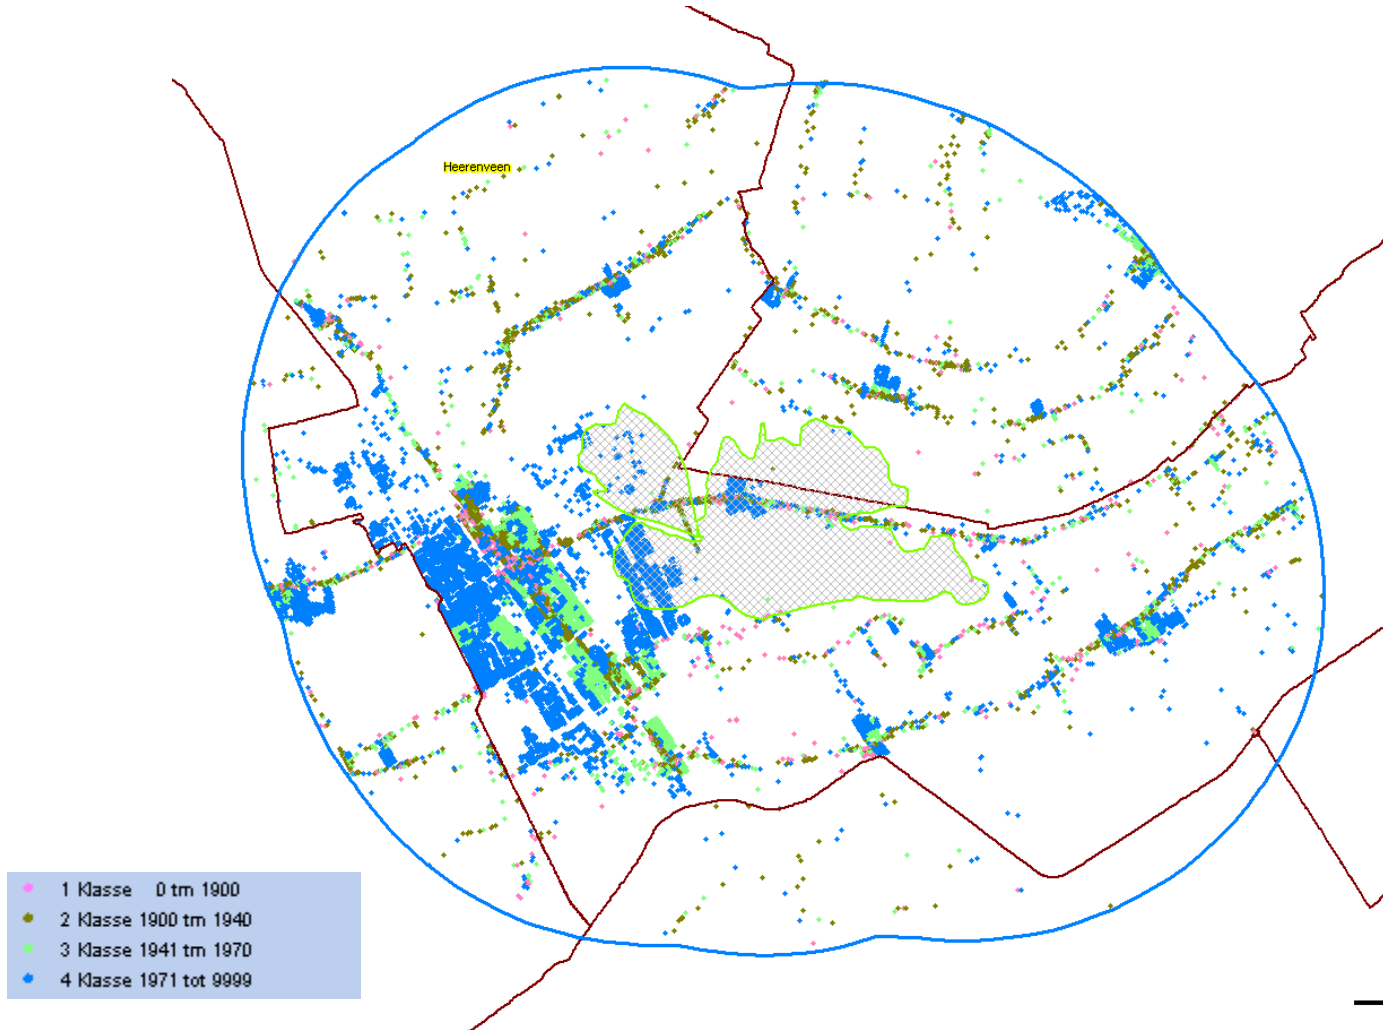 Heerenveen
1 Klasse 0 tm 1900
2 Klasse 1900 tm 1940
3 Klasse 1941 tm 1970
4 Klasse 1971 tot 9999